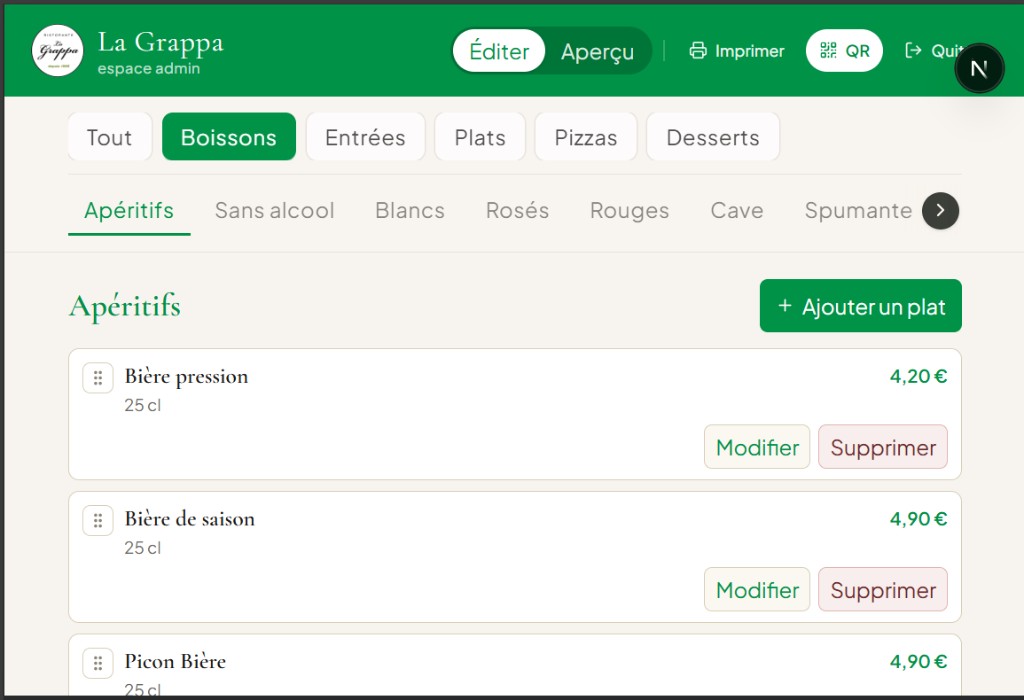 La Grappa
espace admin
Éditer Aperçu Imprimer QR N
Tout Boissons Entrées Plats Pizzas Desserts
Apéritifs Sans alcool Blancs Rosés Rouges Cave Spumante
Apéritifs + Ajouter un plat
Bière pression 4,20 €
25 cl
Modifier Supprimer
Bière de saison 4,90 €
25 cl
Modifier Supprimer
Picon Bière 4,90 €
25 cl